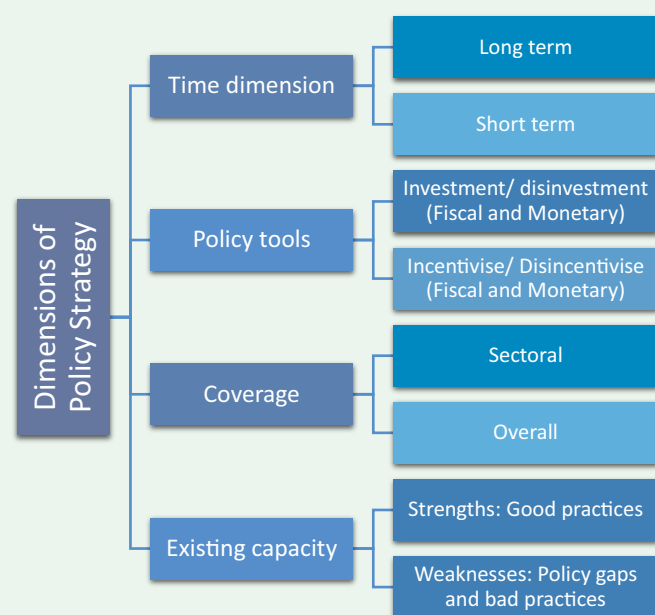 Dimensions of
Policy Strategy
Time dimension
Long term
Short term
Policy tools
Investment/ disinvestment
(Fiscal and Monetary)
Incentivise/ Disincentivise
(Fiscal and Monetary)
Coverage
Sectoral
Overall
Existing capacity
Strengths: Good practices
Weaknesses: Policy gaps
and bad practices